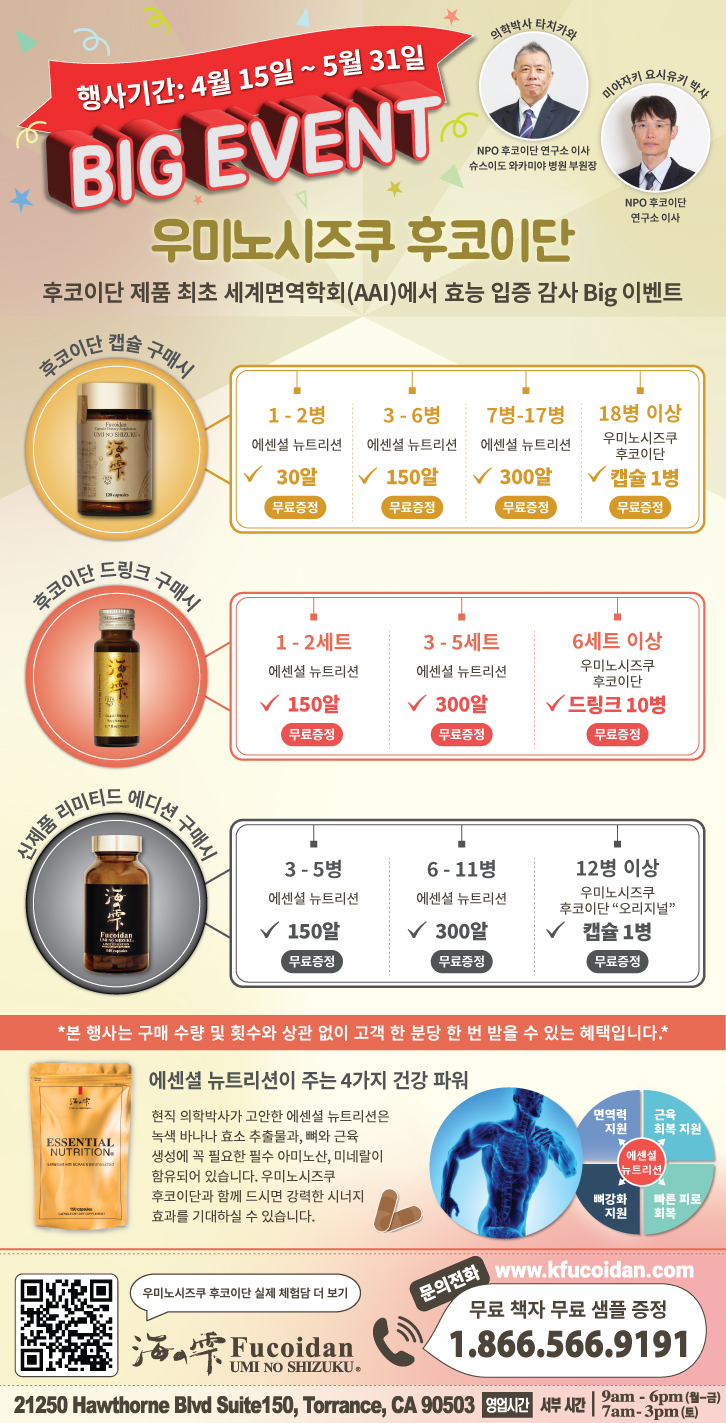 행사기간: 4월 15일 ~ 5월 31일
BIG EVENT
의학박사 타치카와
NPO 후코이단 연구소 이사
슈스이도 와카미야 병원 부원장
미야자키 요시유키 박사
NPO 후코이단
연구소 이사
우미노시즈쿠 후코이단
후코이단 제품 최초 세계면역학회(AAI)에서 효능 입증 감사 Big 이벤트
후코이단 캡슐 구매시
Fucoidan
UMI NO SHIZUKU®
海の雫
120 capsules
1 - 2병
에센셜 뉴트리션
30알
무료증정
3 - 6병
에센셜 뉴트리션
150알
무료증정
7병-17병
에센셜 뉴트리션
300알
무료증정
18병 이상
우미노시즈쿠
후코이단
캡슐 1병
무료증정
후코이단 드링크 구매시
海の雫
1 - 2세트
에센셜 뉴트리션
150알
무료증정
3 - 5세트
에센셜 뉴트리션
300알
무료증정
6세트 이상
우미노시즈쿠
후코이단
드링크 10병
무료증정
신제품 리미티드 에디션 구매시
海の雫
Fucoidan
UMI NO SHIZUKU
3 - 5병
에센셜 뉴트리션
150알
무료증정
6 - 11병
에센셜 뉴트리션
300알
무료증정
12병 이상
우미노시즈쿠
후코이단 “오리지널”
캡슐 1병
무료증정
*본 행사는 구매 수량 및 횟수와 상관 없이 고객 한 분당 한 번 받을 수 있는 혜택입니다.*
海の雫
ESSENTIAL
NUTRITION®
150 capsules
에센셜 뉴트리션이 주는 4가지 건강 파워
현직 의학박사가 고안한 에센셜 뉴트리션은
녹색 바나나 효소 추출물과, 뼈와 근육
생성에 꼭 필요한 필수 아미노산, 미네랄이
함유되어 있습니다. 우미노시즈쿠
후코이단과 함께 드시면 강력한 시너지
효과를 기대하실 수 있습니다.
면역력
지원
근육
회복 지원
에센셜
뉴트리션
뼈강화
지원
빠른 피로
회복
우미노시즈쿠 후코이단 실제 체험담 더 보기
海の雫 Fucoidan
UMI NO SHIZUKU®
문의전화
www.kfucoidan.com
무료 책자 무료 샘플 증정
1.866.566.9191
21250 Hawthorne Blvd Suite150, Torrance, CA 90503 영업시간 서부 시간 9am - 6pm (월-금)
7am - 3pm (토)